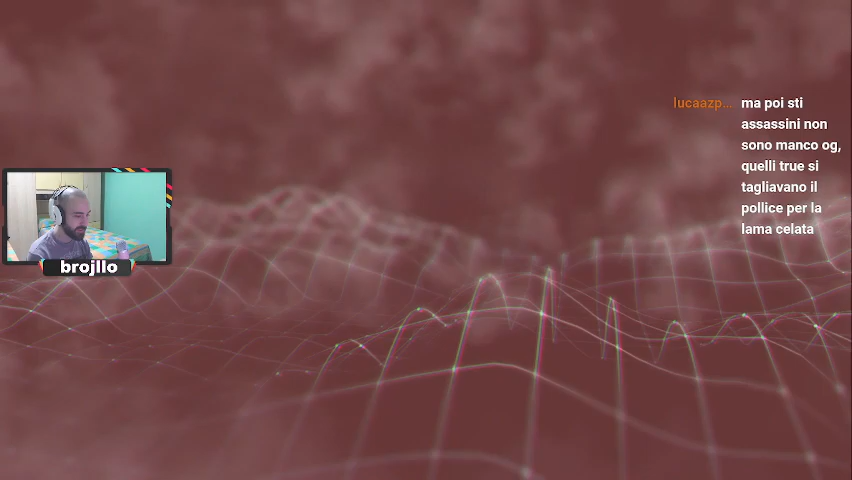 lucaazp... ma poi sti
assassini non
sono manco og,
quelli true si
tagliavano il
pollice per la
lama celata
brojllo